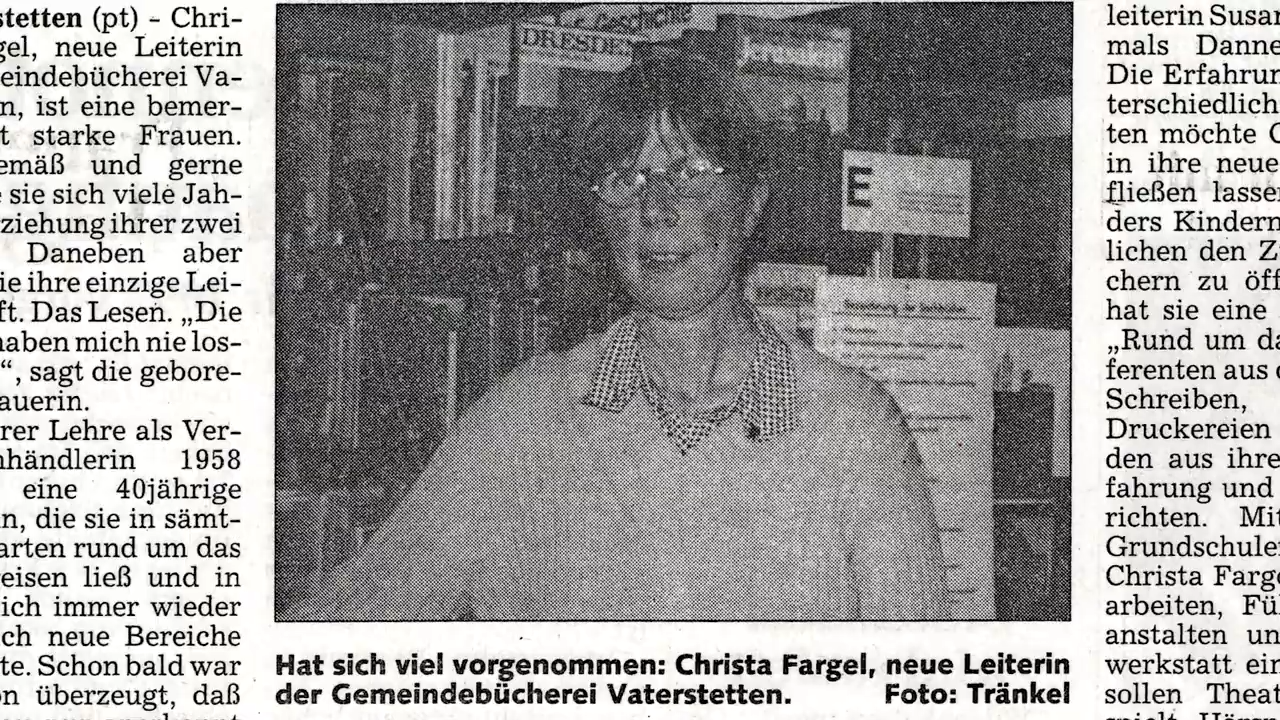 stetten (pt) – Chri-
gel, neue Leiterin
eindebücherei Va-
n, ist eine bemer-
t starke Frauen.
emäß und gerne
e sie sich viele Jah-
ziehung ihrer zwei
Daneben aber
ie ihre einzige Lei-
ft. Das Lesen. „Die
haben mich nie los-
“, sagt die gebore-
auerin.
rer Lehre als Ver-
nhändlerin 1958
eine 40jährige
n, die sie in sämt-
arten rund um das
eisen ließ und in
ich immer wieder
ch neue Bereiche
te. Schon bald war
on überzeugt, daß
Geschichte
DRESDEN
E
Hat sich viel vorgenommen: Christa Fargel, neue Leiterin
der Gemeindebücherei Vaterstetten. Foto: Tränkel
leiterin Susan
mals Danne
Die Erfahrun
terschiedlich
ten möchte C
in ihre neue
fließen lasser
ders Kindern
lichen den Z
chern zu öff
hat sie eine
„Rund um da
ferenten aus
Schreiben,
Druckereien
den aus ihre
fahrung und
richten. Mit
Grundschuler
Christa Farge
arbeiten, Fü
anstalten un
werkstatt ein
sollen Theat
spielt, Hörsp